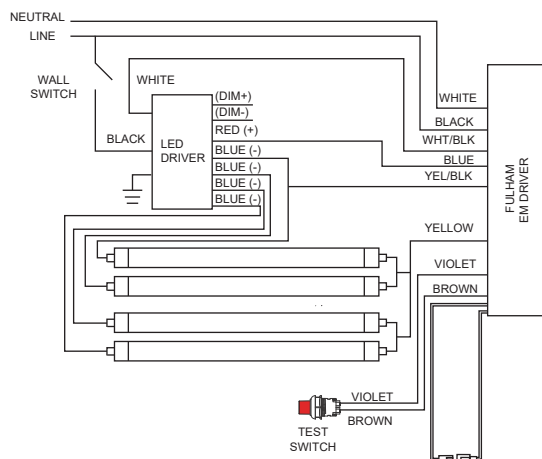 NEUTRAL
LINE
WALL
SWITCH
WHITE
BLACK
LED
DRIVER
(DIM+)
(DIM-)
RED (+)
BLUE (-)
BLUE (-)
BLUE (-)
BLUE (-)
WHITE
BLACK
WHT/BLK
BLUE
YEL/BLK
YELLOW
VIOLET
BROWN
FULHAM
EM DRIVER
VIOLET
BROWN
TEST
SWITCH